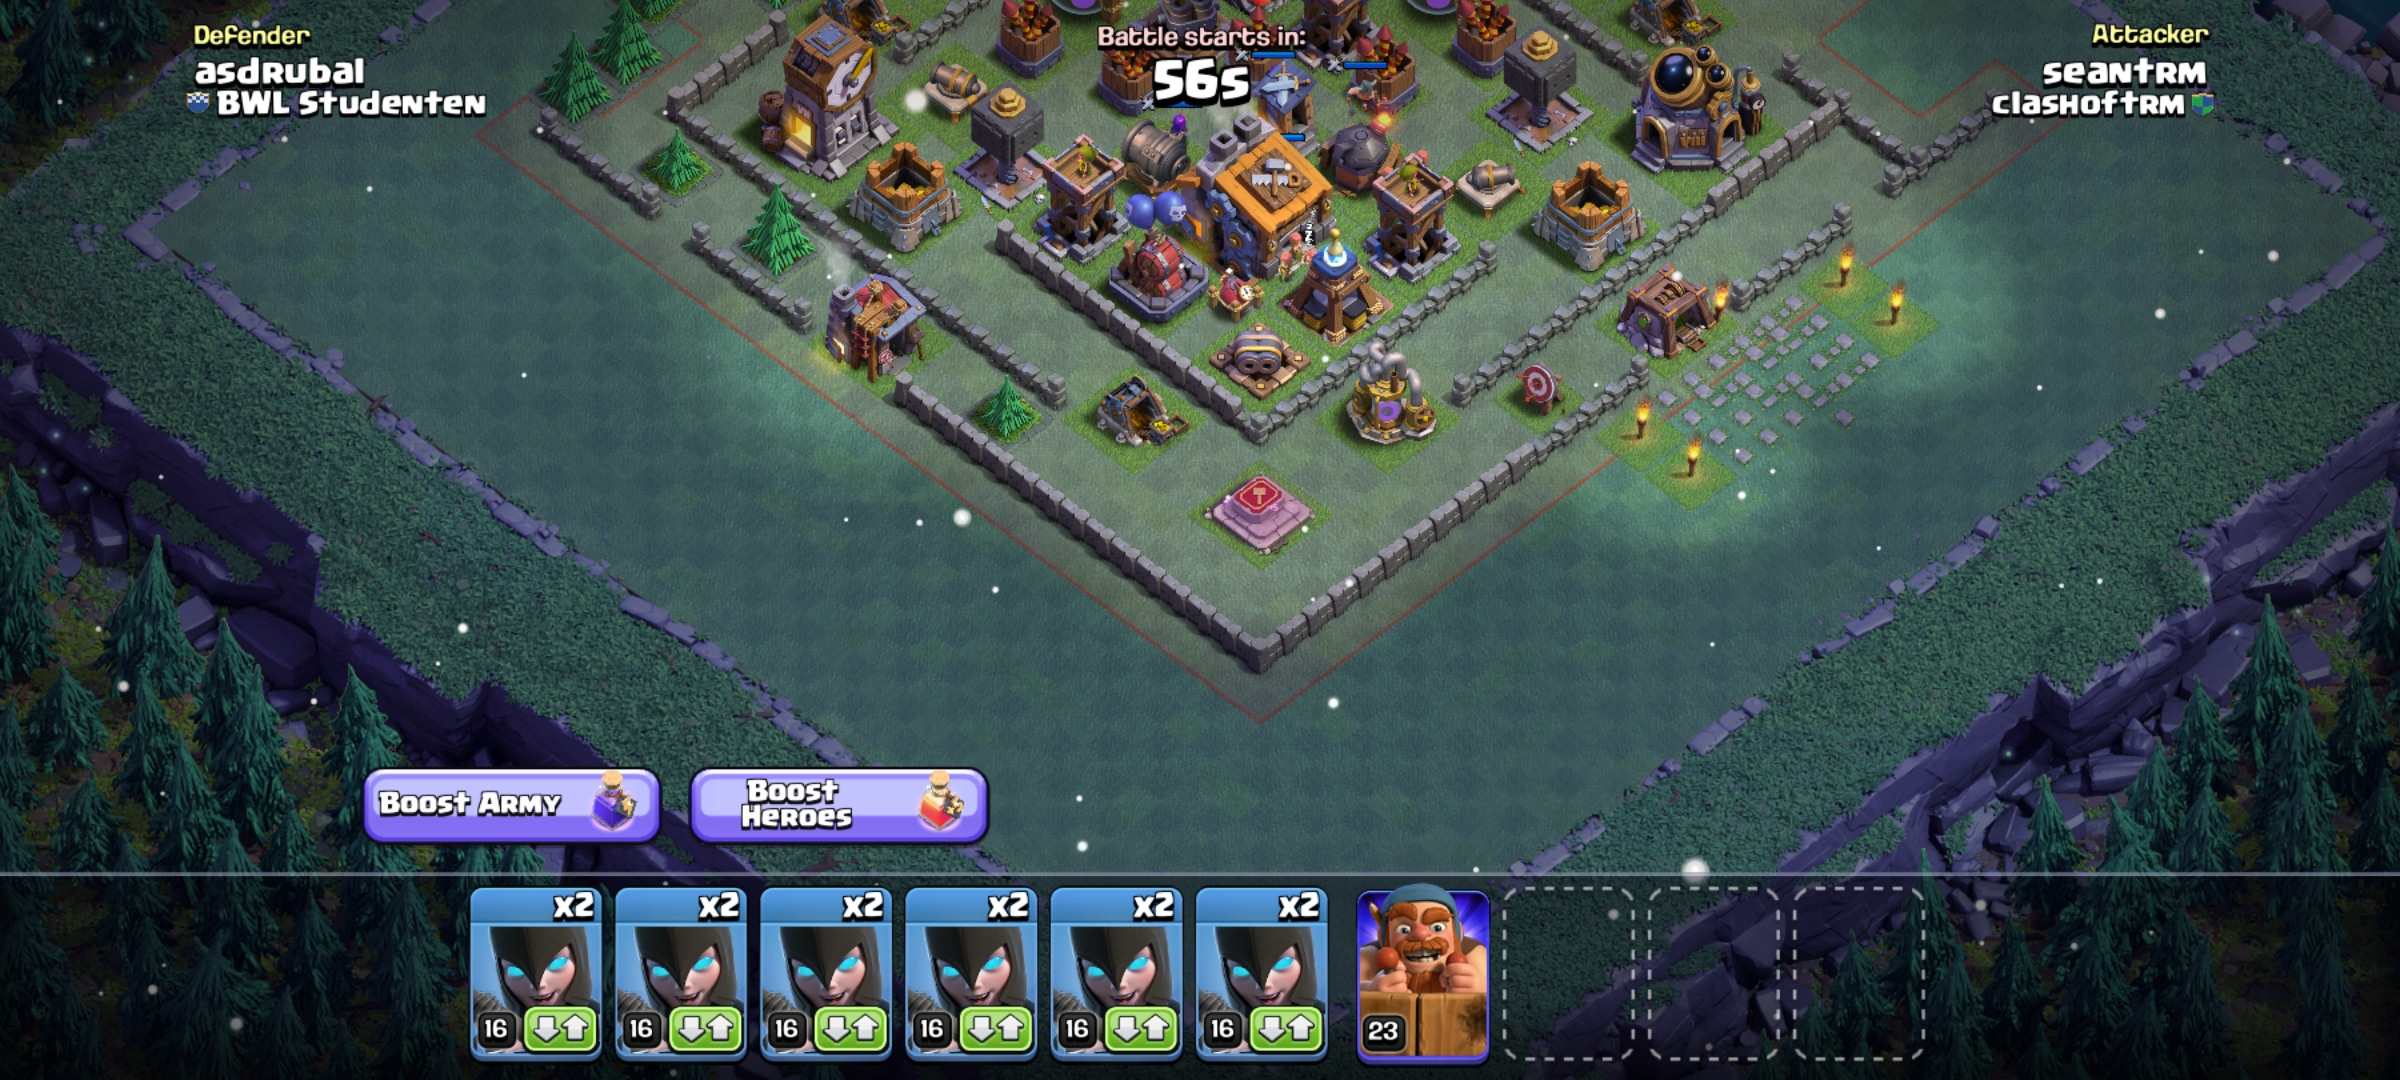 Defender
asdrubal
BWL Studenten
Battle starts in:
56s
Attacker
seantRM
clashoftRM
VIII
Boost Army
Boost
Heroes
x2
x2
x2
x2
x2
x2
16
16
16
16
16
16
23